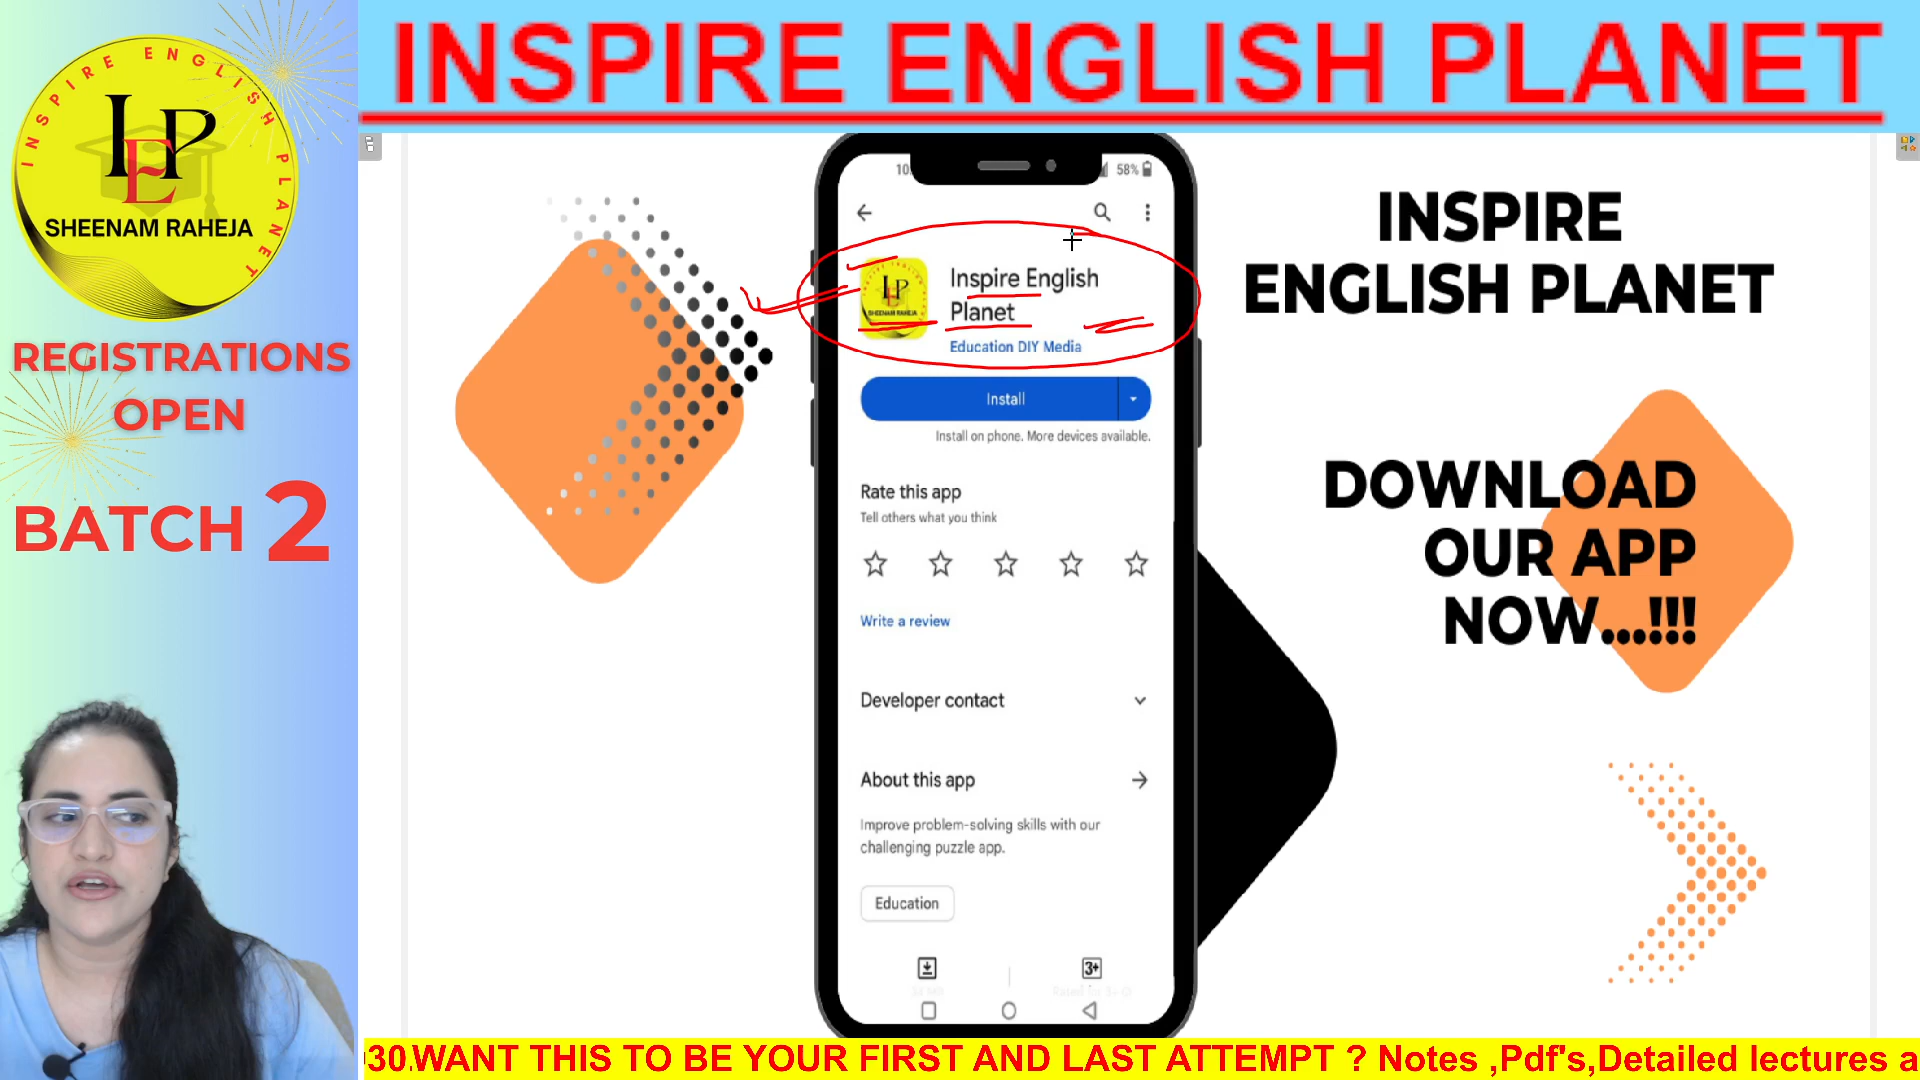 INSPIRE ENGLISH PLANET
INSPIRE ENGLISH PLANET
IEP
SHEENAM RAHEJA
REGISTRATIONS
OPEN
BATCH 2
10
58%
Inspire English
Planet
Education DIY Media
Install
Install on phone. More devices available.
Rate this app
Tell others what you think
Write a review
Developer contact
About this app
Improve problem-solving skills with our
challenging puzzle app.
Education
3+
INSPIRE
ENGLISH PLANET
DOWNLOAD
OUR APP
NOW...!!!
30.WANT THIS TO BE YOUR FIRST AND LAST ATTEMPT ? Notes ,Pdf's,Detailed lectures a